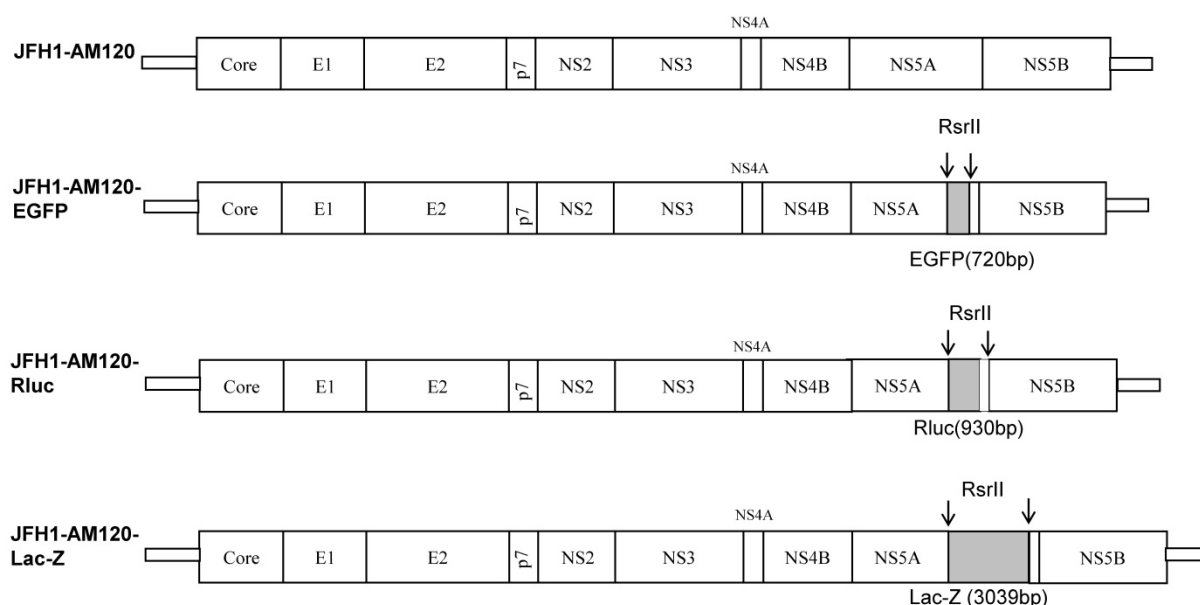 NS4A
JFH1-AM120
Core E1 E2 p7 NS2 NS3 NS4B NS5A NS5B
RsrII
NS4A
JFH1-AM120-
EGFP
Core E1 E2 p7 NS2 NS3 NS4B NS5A NS5B
EGFP(720bp)
RsrII
NS4A
JFH1-AM120-
Rluc
Core E1 E2 p7 NS2 NS3 NS4B NS5A NS5B
Rluc(930bp)
RsrII
NS4A
JFH1-AM120-
Lac-Z
Core E1 E2 p7 NS2 NS3 NS4B NS5A NS5B
Lac-Z (3039bp)